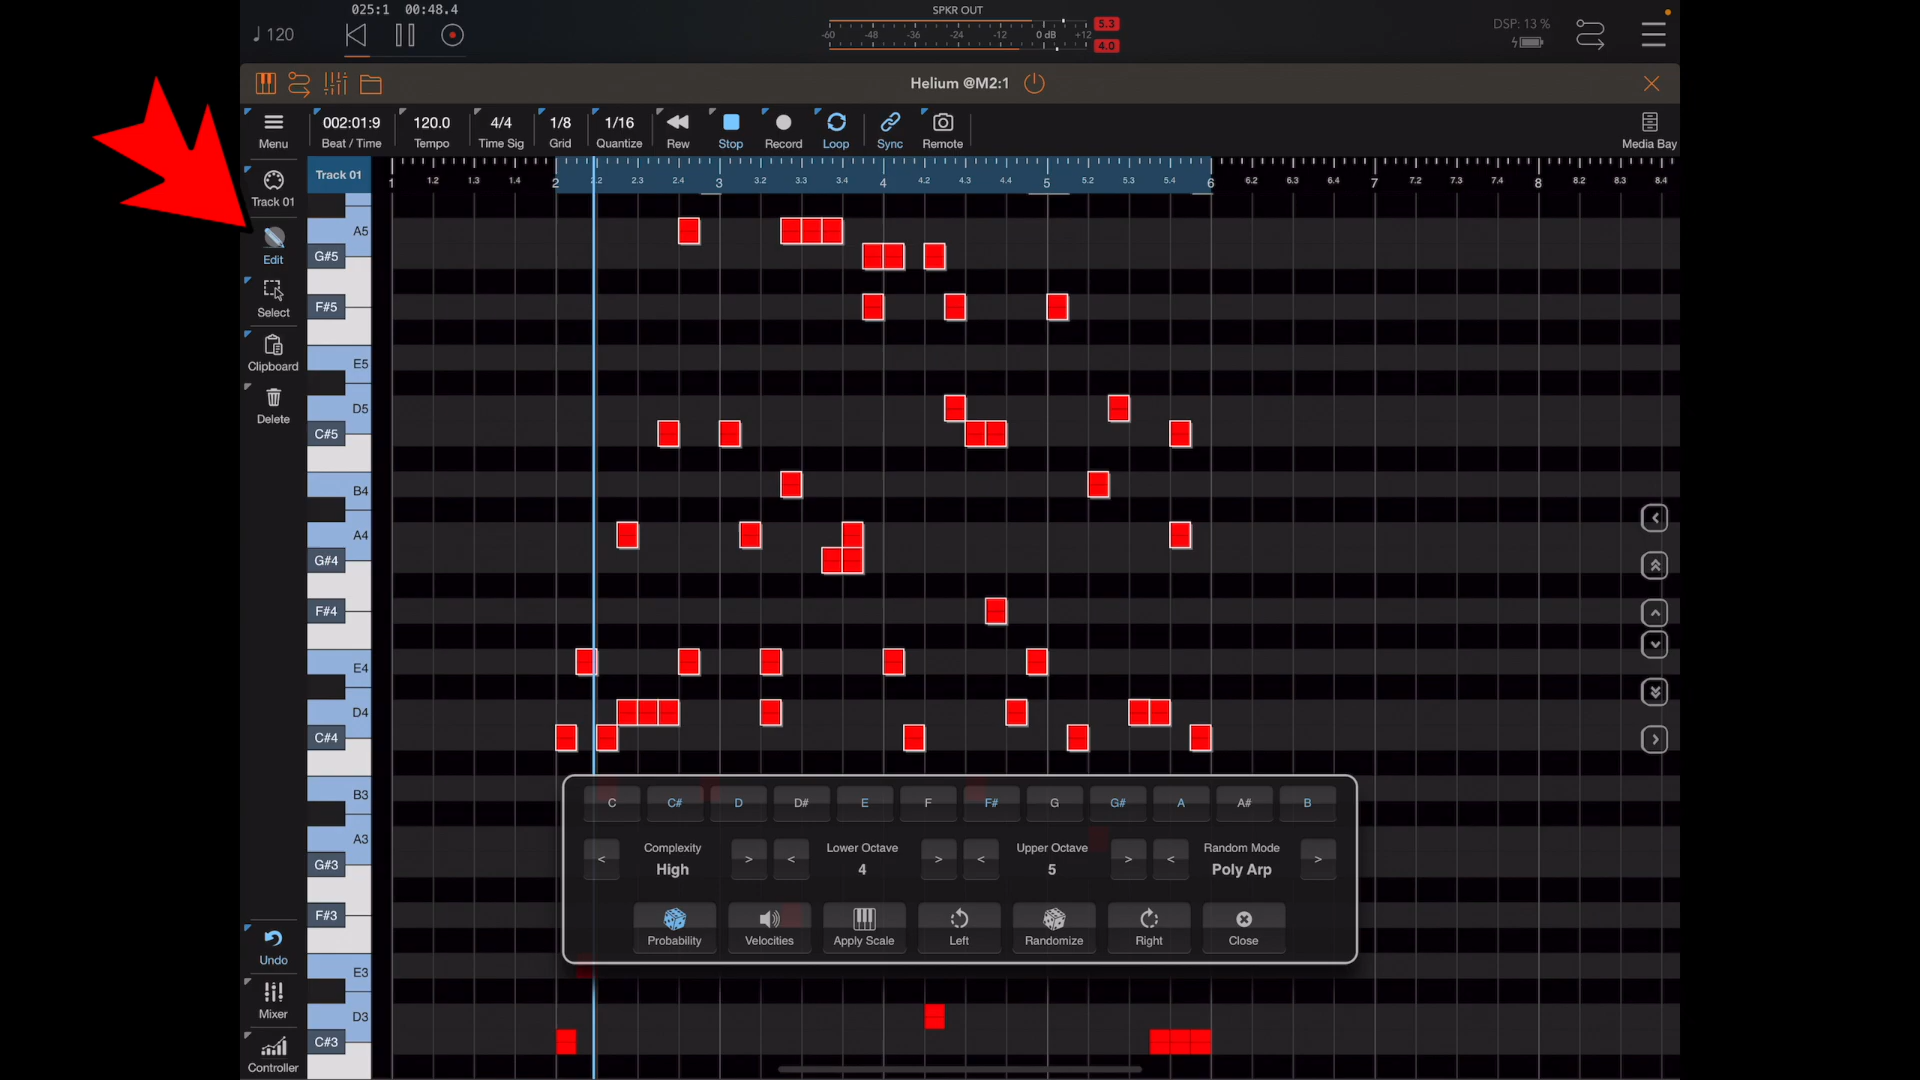 025:1 00:48.4
SPKR OUT
♩120
-60 -48 -36 -24 -12 0 dB +12
5.3
4.0
DSP: 13 %
Helium @M2:1
Menu
002:01:9
Beat / Time
120.0
Tempo
4/4
Time Sig
1/8
Grid
1/16
Quantize
Rew
Stop
Record
Loop
Sync
Remote
Media Bay
Track 01
1 1.2 1.3 1.4 2 2.2 2.3 2.4 3 3.2 3.3 3.4 4 4.2 4.3 4.4 5 5.2 5.3 5.4 6 6.2 6.3 6.4 7 7.2 7.3 7.4 8 8.2 8.3 8.4
Track 01
Edit
Select
Clipboard
Delete
Undo
Mixer
Controller
A5
G#5
F#5
E5
D5
C#5
B4
A4
G#4
F#4
E4
D4
C#4
B3
A3
G#3
F#3
E3
D3
C#3
C C# D D# E F F# G G# A A# B
< Complexity > < Lower Octave > < Upper Octave > < Random Mode >
High 4 5 Poly Arp
Probability Velocities Apply Scale Left Randomize Right Close